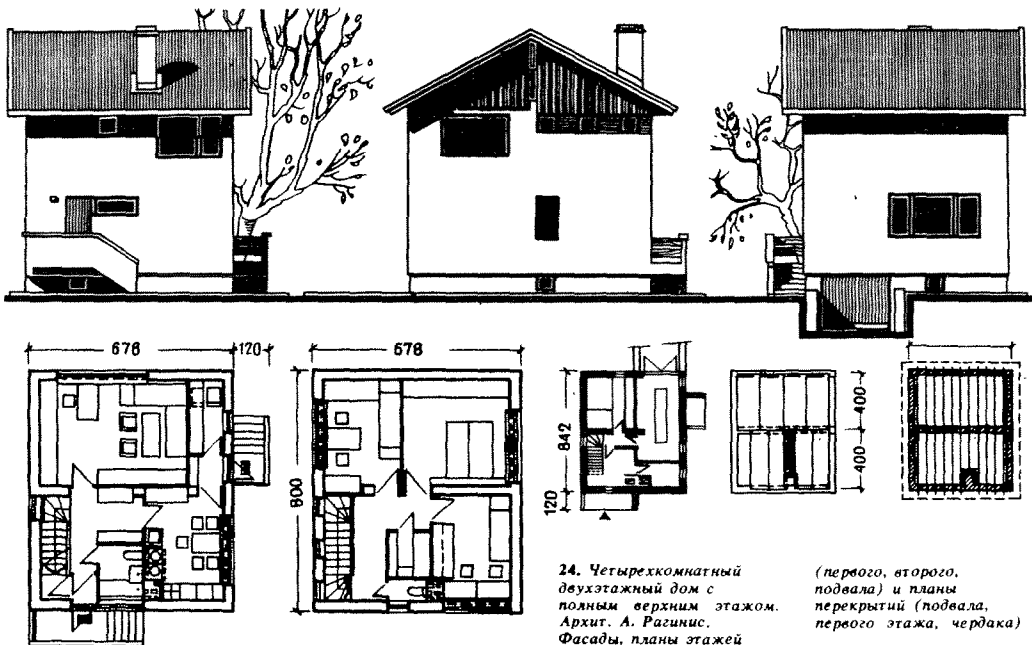 676
120
676
800
842
120
400
400
24. Четырехкомнатный
двухэтажный дом с
полным верхним этажом.
Архит. А. Рагинис.
Фасады, планы этажей
(первого, второго,
подвала) и планы
перекрытий (подвала,
первого этажа, чердака)